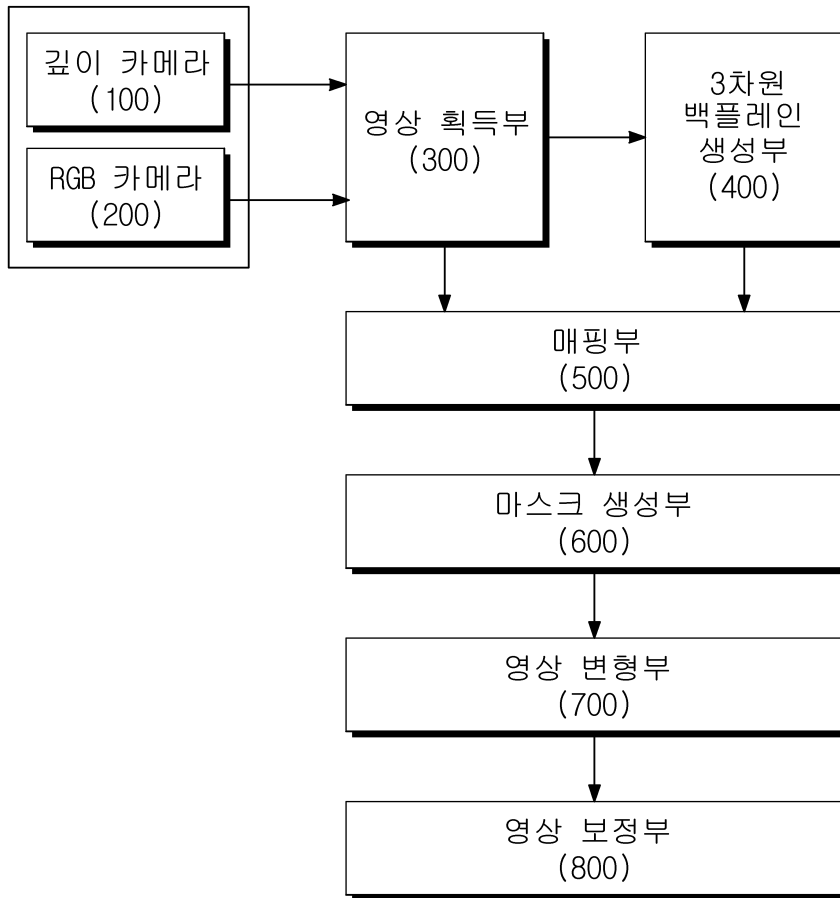 깊이 카메라
(100)
RGB 카메라
(200)
영상 획득부
(300)
3차원
백플레인
생성부
(400)
매핑부
(500)
마스크 생성부
(600)
영상 변형부
(700)
영상 보정부
(800)